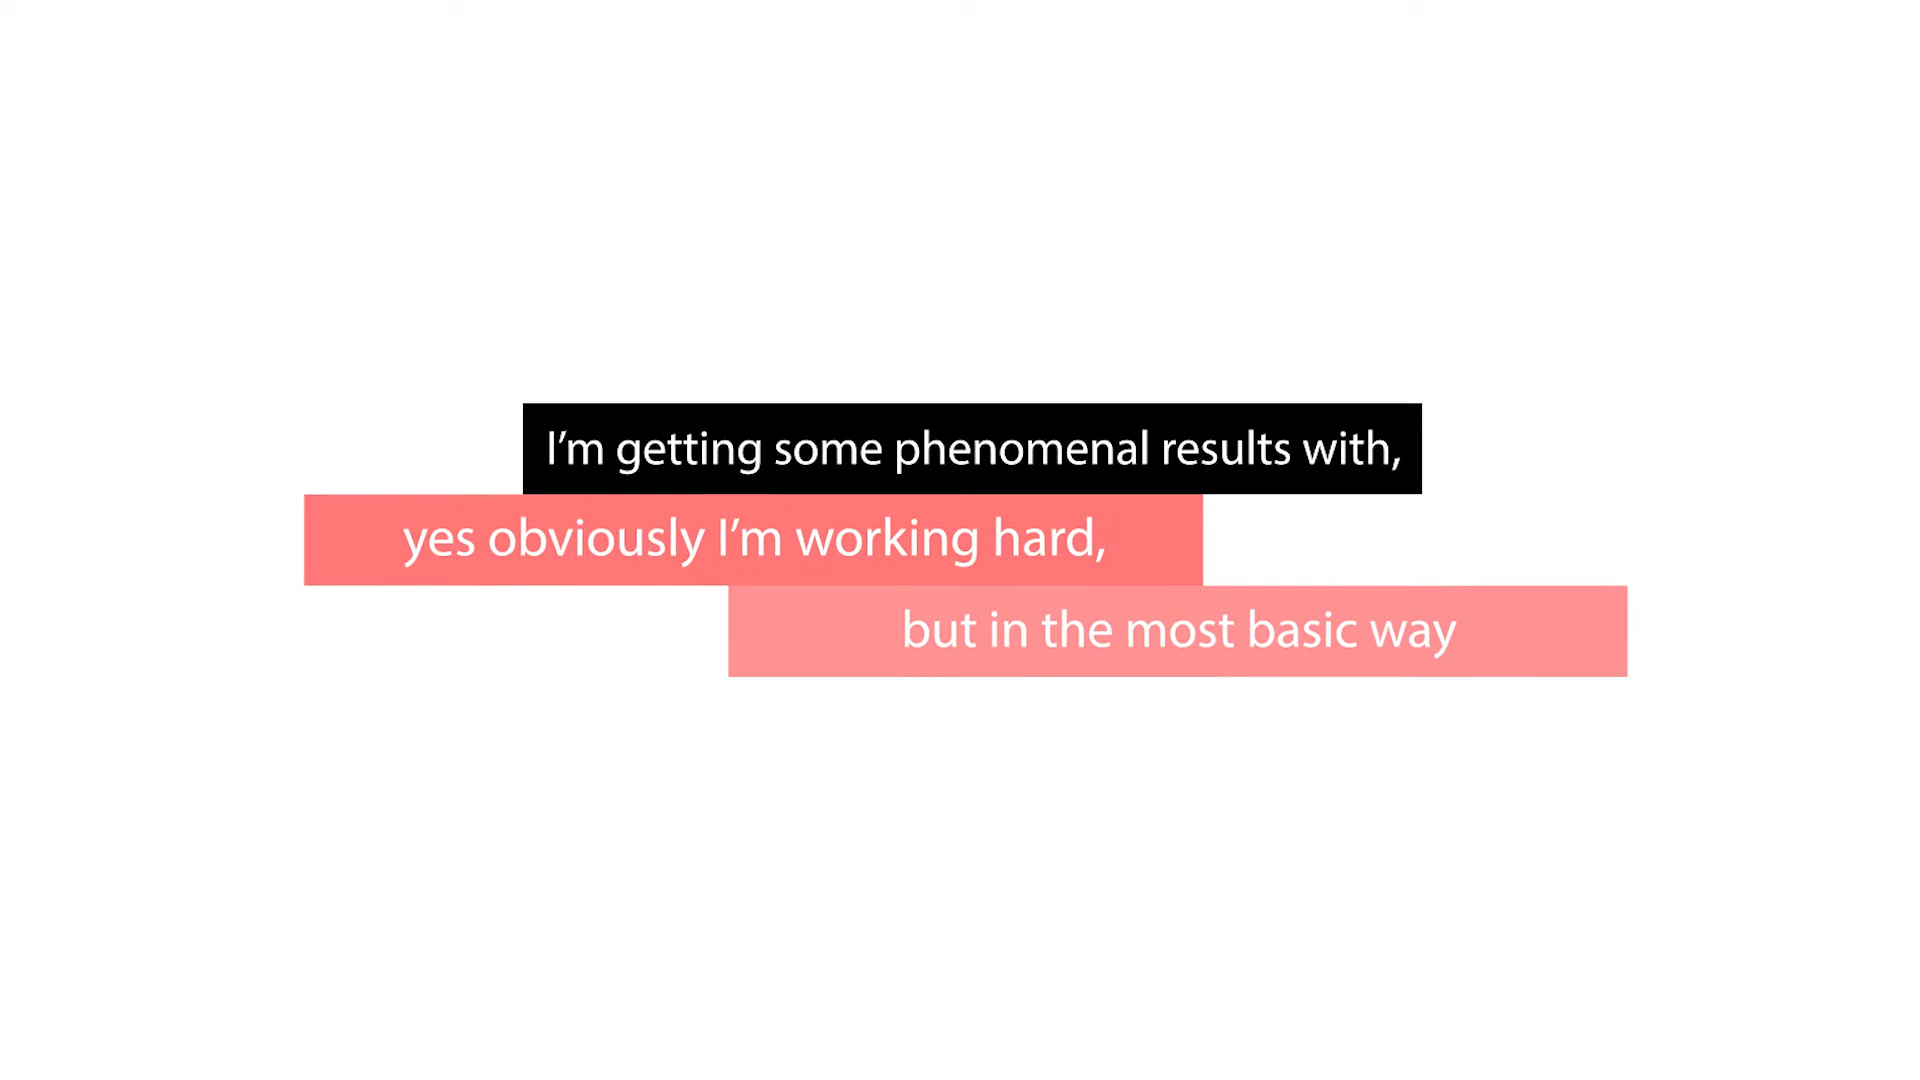 I’m getting some phenomenal results with,
yes obviously I’m working hard,
but in the most basic way